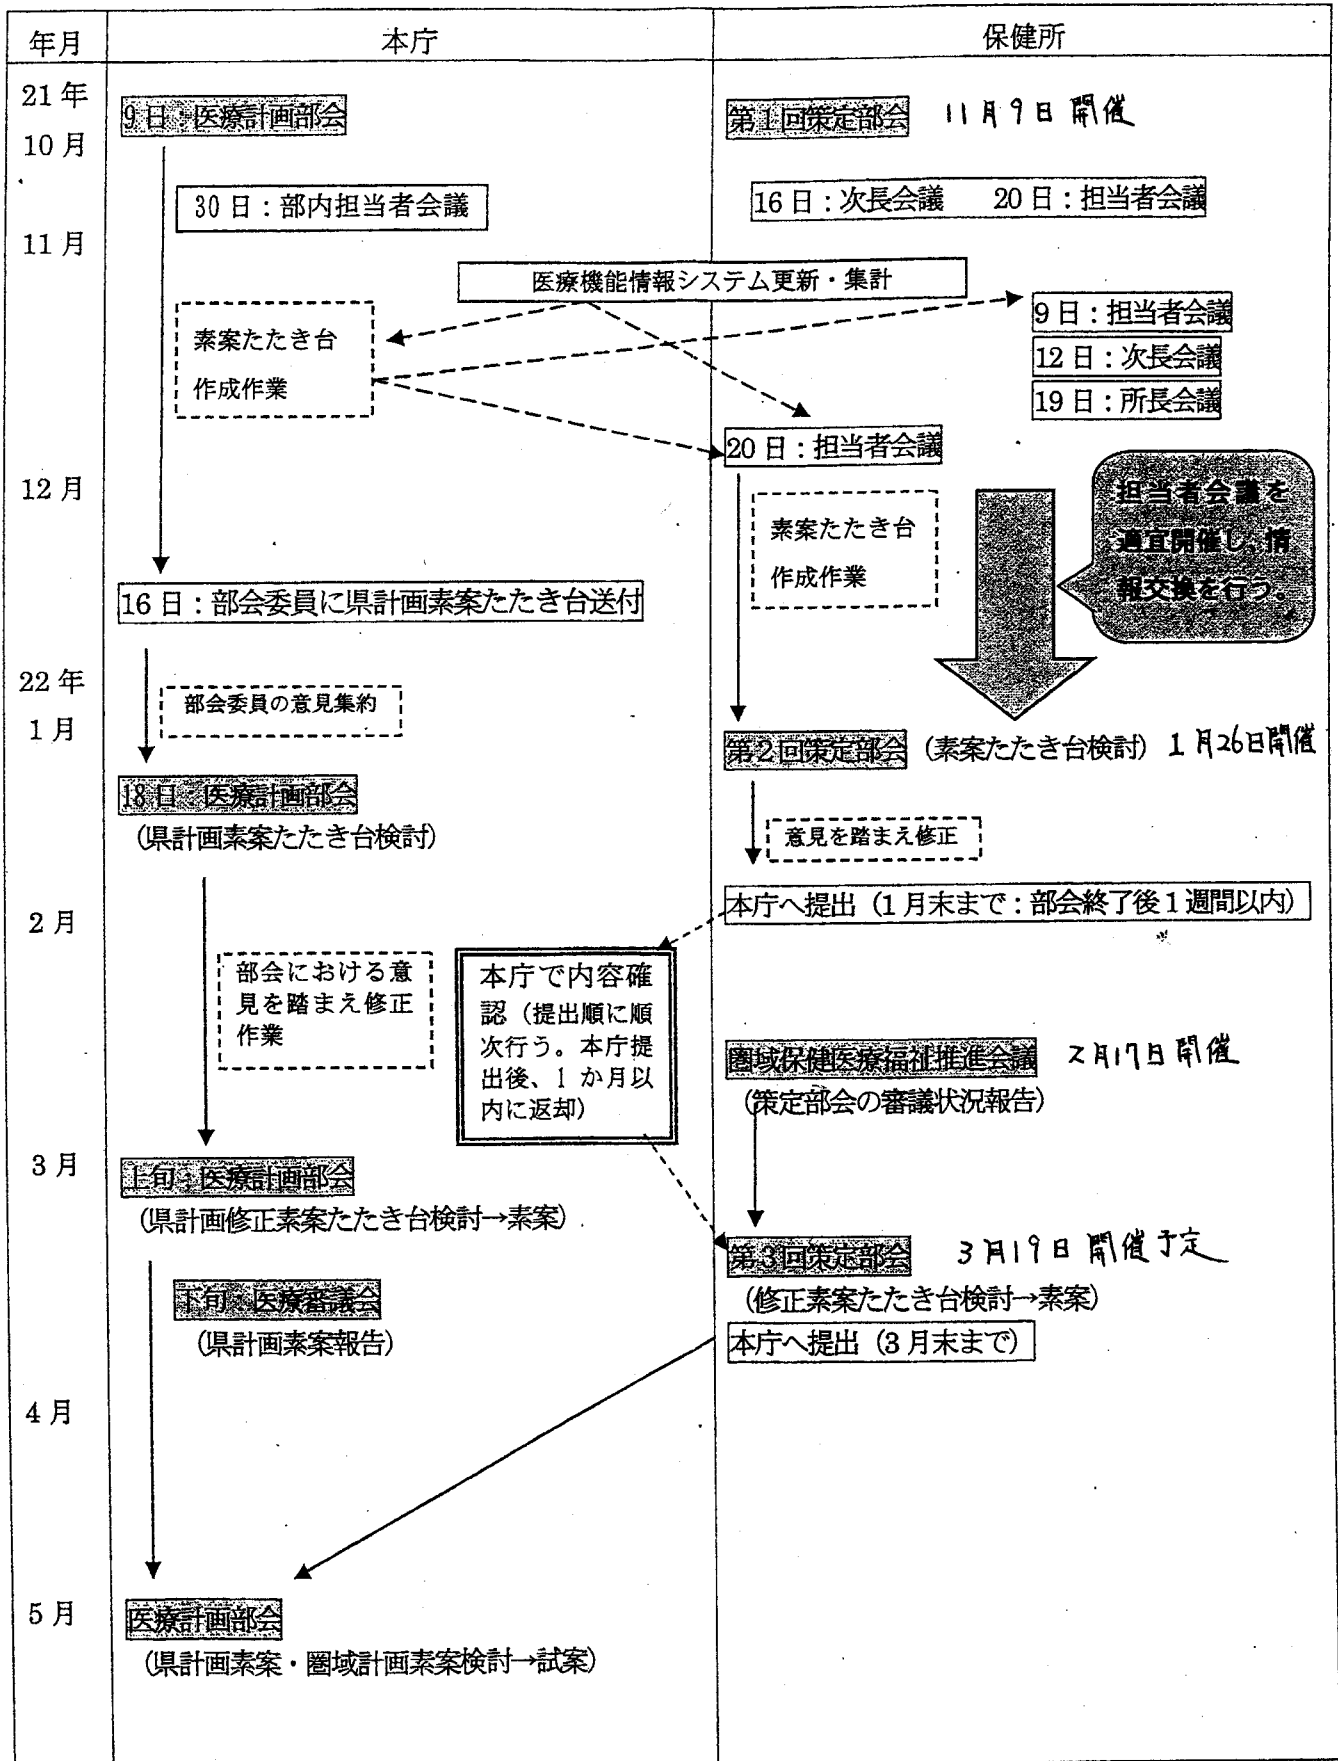 年月
本庁
保健所
21年
10月
9日：医療計画部会
第1回策定部会 11月9日開催
30日：部内担当者会議
16日：次長会議 20日：担当者会議
11月
医療機能情報システム更新・集計
素案たたき台
作成作業
9日：担当者会議
12日：次長会議
19日：所長会議
20日：担当者会議
12月
素案たたき台
作成作業
担当者会議を
適宜開催し、情
報交換を行う。
16日：部会委員に県計画素案たたき台送付
22年
1月
部会委員の意見集約
第2回策定部会（素案たたき台検討）1月26日開催
18日：医療計画部会
（県計画素案たたき台検討）
意見を踏まえ修正
2月
本庁へ提出（1月末まで：部会終了後1週間以内）
部会における意
見を踏まえ修正
作業
本庁で内容確
認（提出順に順
次行う。本庁提
出後、1か月以
内に返却）
圏域保健医療福祉推進会議 2月17日開催
（策定部会の審議状況報告）
3月
上旬：医療計画部会
（県計画修正素案たたき台検討→素案）
第3回策定部会 3月19日開催予定
（修正素案たたき台検討→素案）
下旬：医療審議会
（県計画素案報告）
本庁へ提出（3月末まで）
4月
5月
医療計画部会
（県計画素案・圏域計画素案検討→試案）